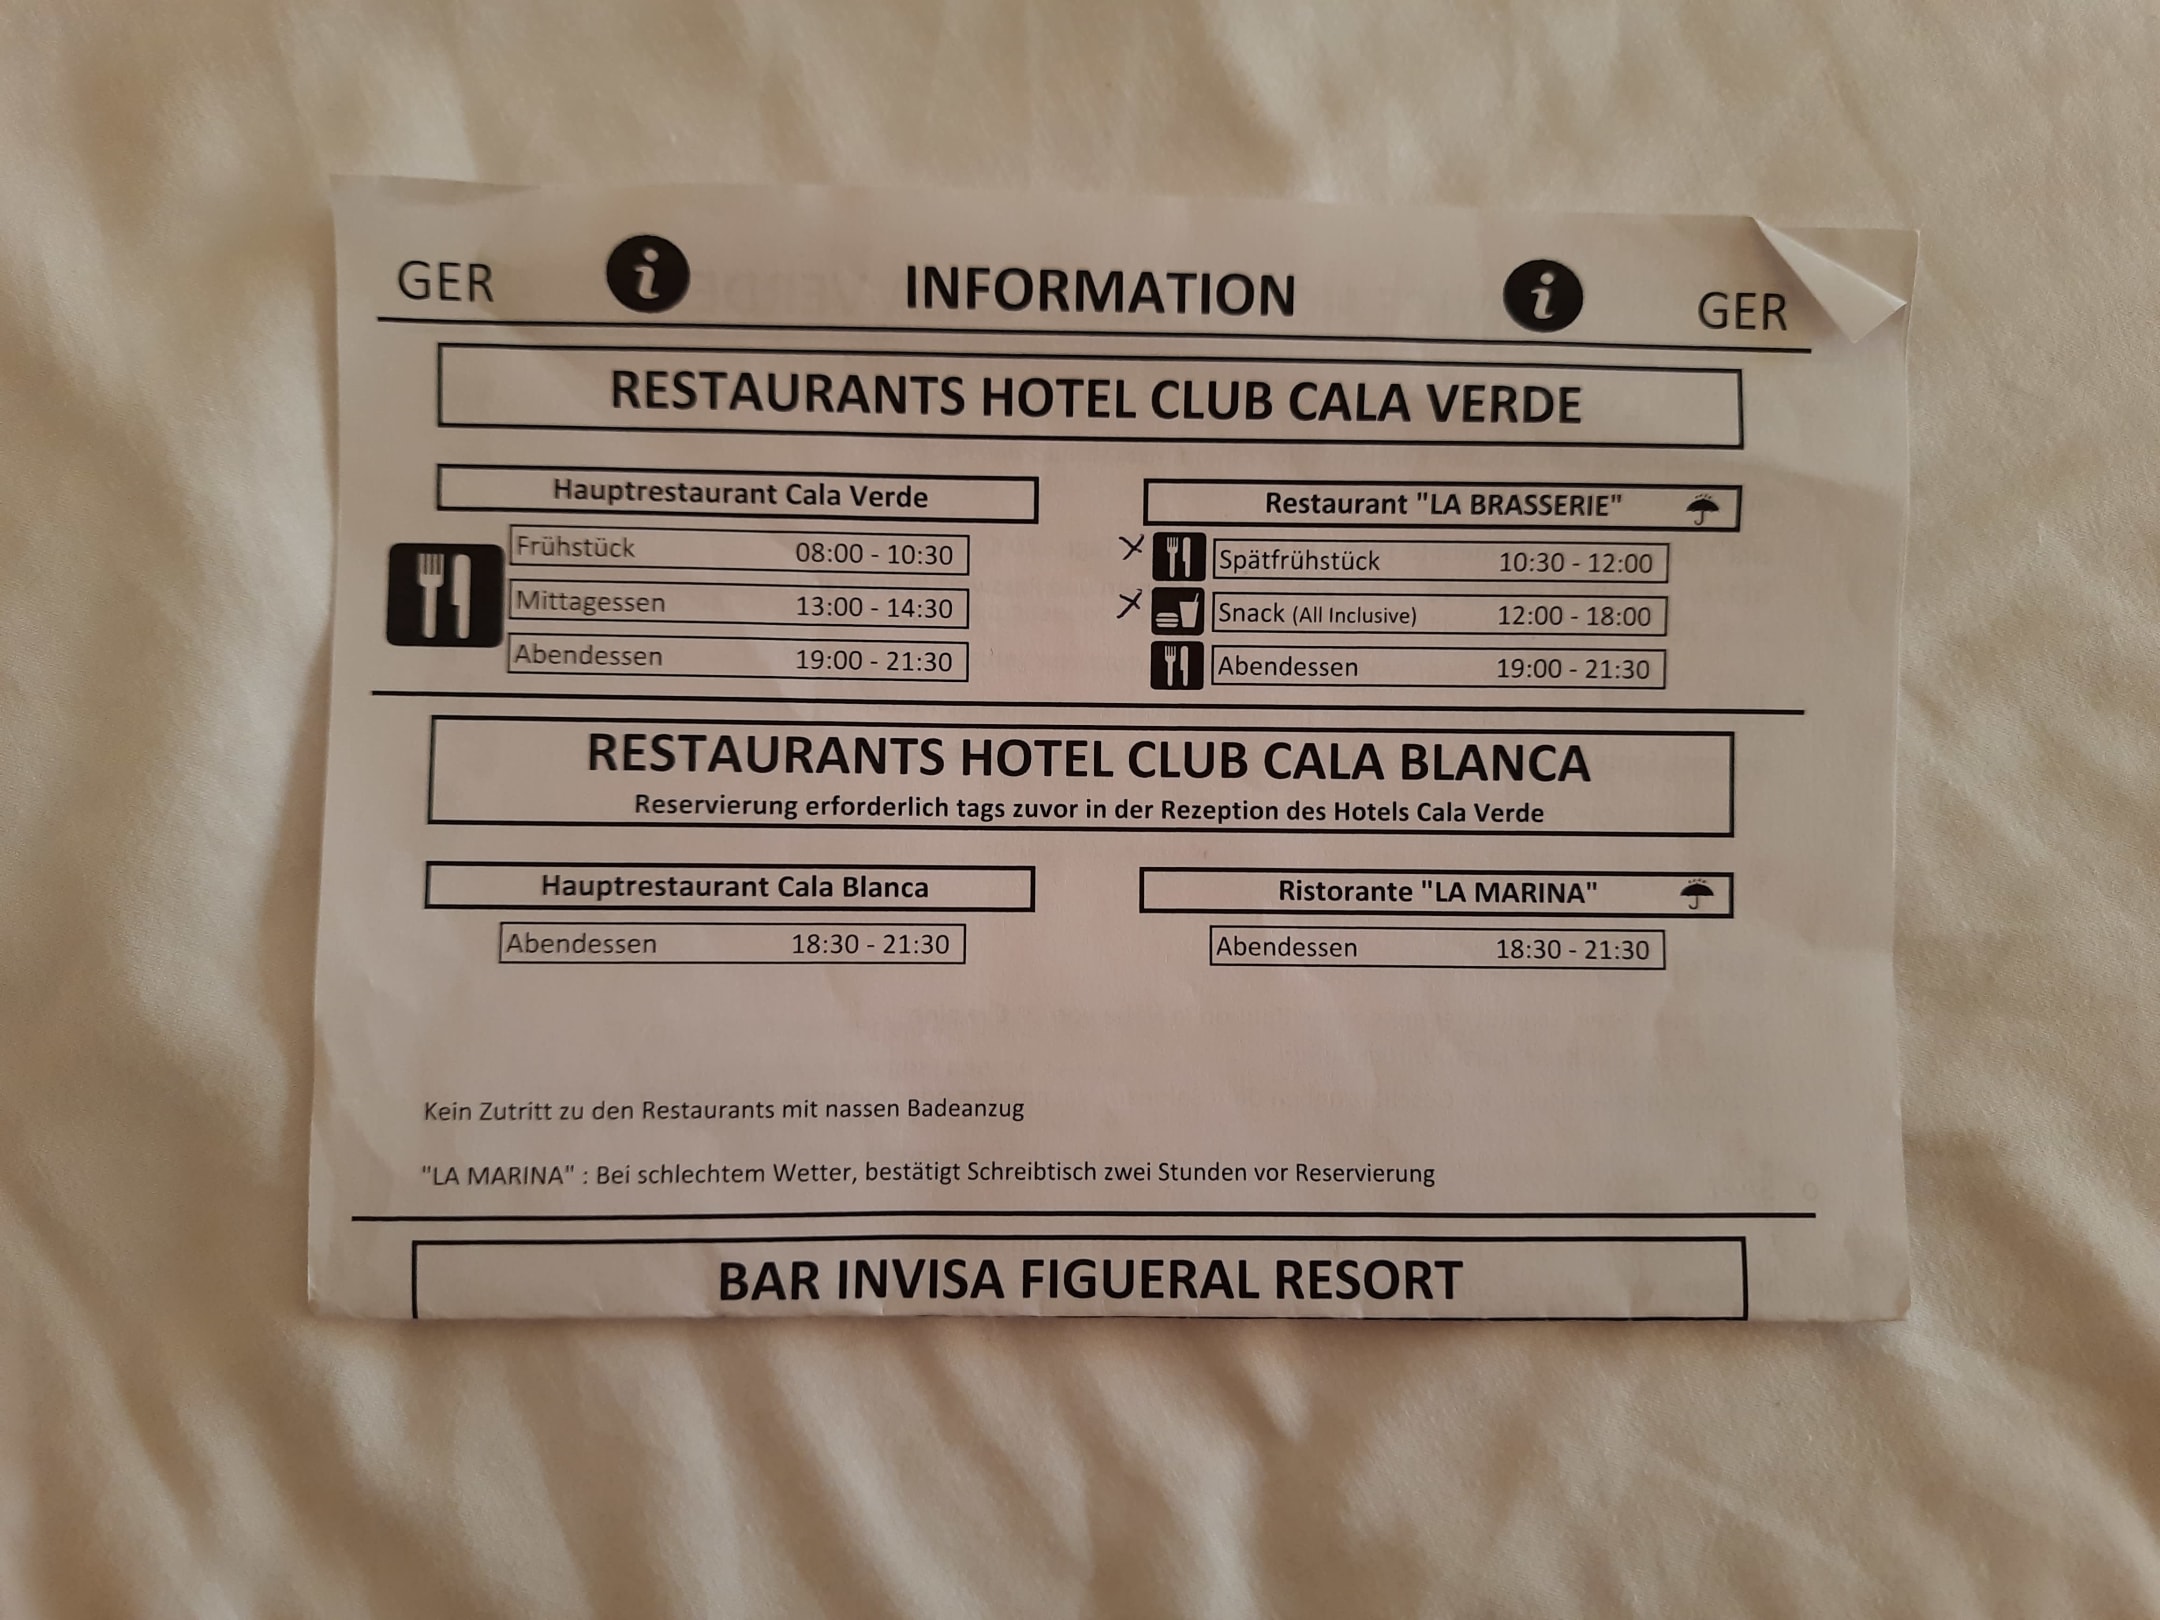 GER i INFORMATION i GER
RESTAURANTS HOTEL CLUB CALA VERDE
Hauptrestaurant Cala Verde
Frühstück 08:00 - 10:30
Mittagessen 13:00 - 14:30
Abendessen 19:00 - 21:30
Restaurant "LA BRASSERIE"
x Spätfrühstück 10:30 - 12:00
x Snack (All Inclusive) 12:00 - 18:00
Abendessen 19:00 - 21:30
RESTAURANTS HOTEL CLUB CALA BLANCA
Reservierung erforderlich tags zuvor in der Rezeption des Hotels Cala Verde
Hauptrestaurant Cala Blanca
Abendessen 18:30 - 21:30
Ristorante "LA MARINA"
Abendessen 18:30 - 21:30
Kein Zutritt zu den Restaurants mit nassen Badeanzug
"LA MARINA" : Bei schlechtem Wetter, bestätigt Schreibtisch zwei Stunden vor Reservierung
BAR INVISA FIGUERAL RESORT